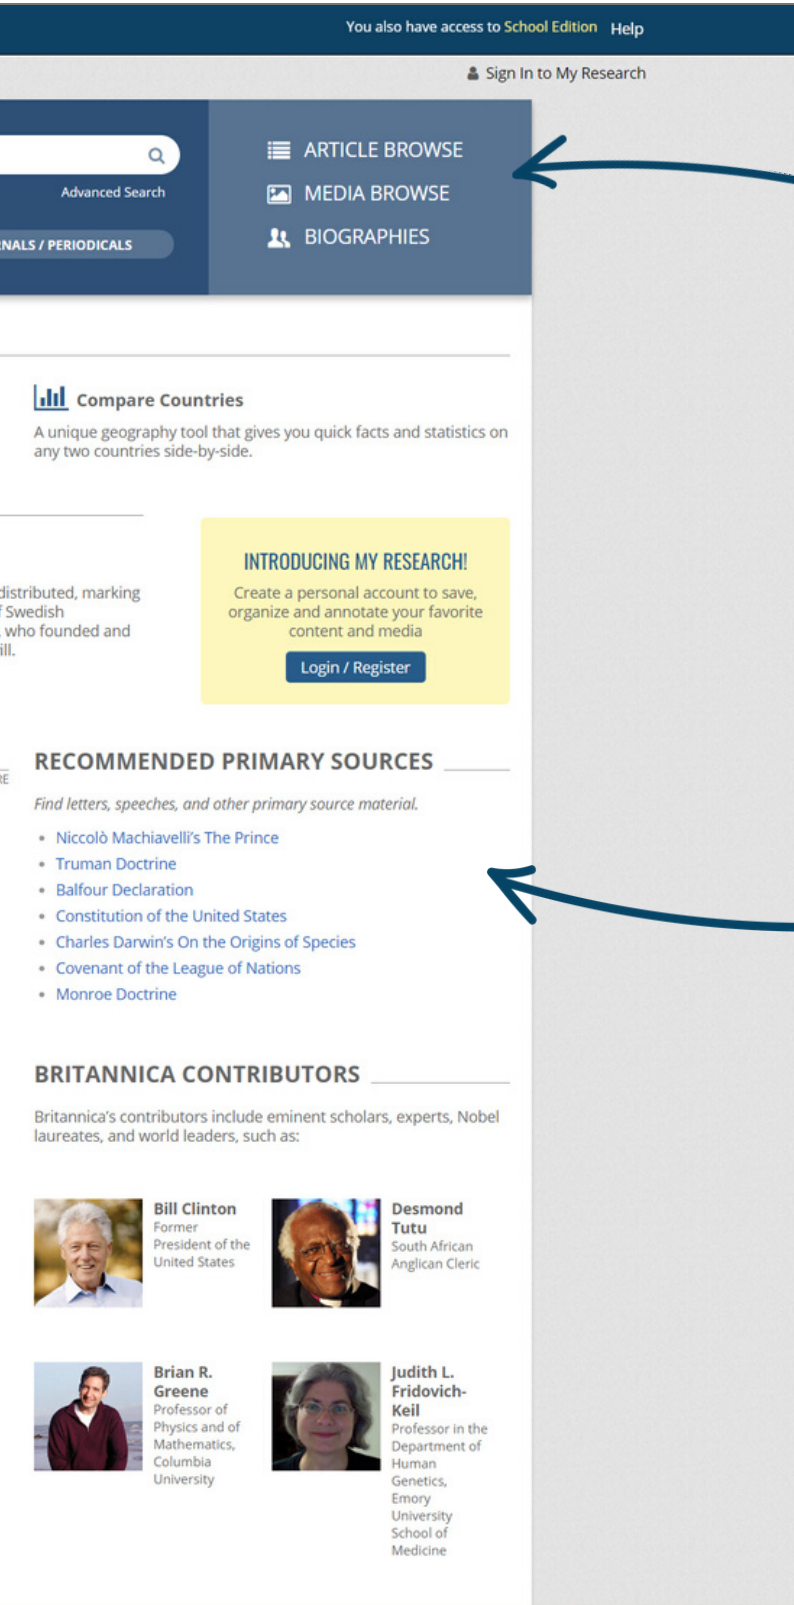 You also have access to School Edition Help
Sign In to My Research
Advanced Search
/ PERIODICALS
ARTICLE BROWSE
MEDIA BROWSE
BIOGRAPHIES
Compare Countries
A unique geography tool that gives you quick facts and statistics on
any two countries side-by-side.
distributed, marking
Swedish
who founded and
INTRODUCING MY RESEARCH!
Create a personal account to save,
organize and annotate your favorite
content and media
Login / Register
RECOMMENDED PRIMARY SOURCES
Find letters, speeches, and other primary source material.
Niccolò Machiavelli's The Prince
Truman Doctrine
Balfour Declaration
Constitution of the United States
Charles Darwin's On the Origins of Species
Covenant of the League of Nations
Monroe Doctrine
BRITANNICA CONTRIBUTORS
Britannica's contributors include eminent scholars, experts, Nobel
laureates, and world leaders, such as:
Bill Clinton
Former
President of the
United States
Desmond
Tutu
South African
Anglican Cleric
Brian R.
Greene
Professor of
Physics and of
Mathematics,
Columbia
University
Judith L.
Fridovich-
Keil
Professor in the
Department of
Human
Genetics,
Emory
University
School of
Medicine